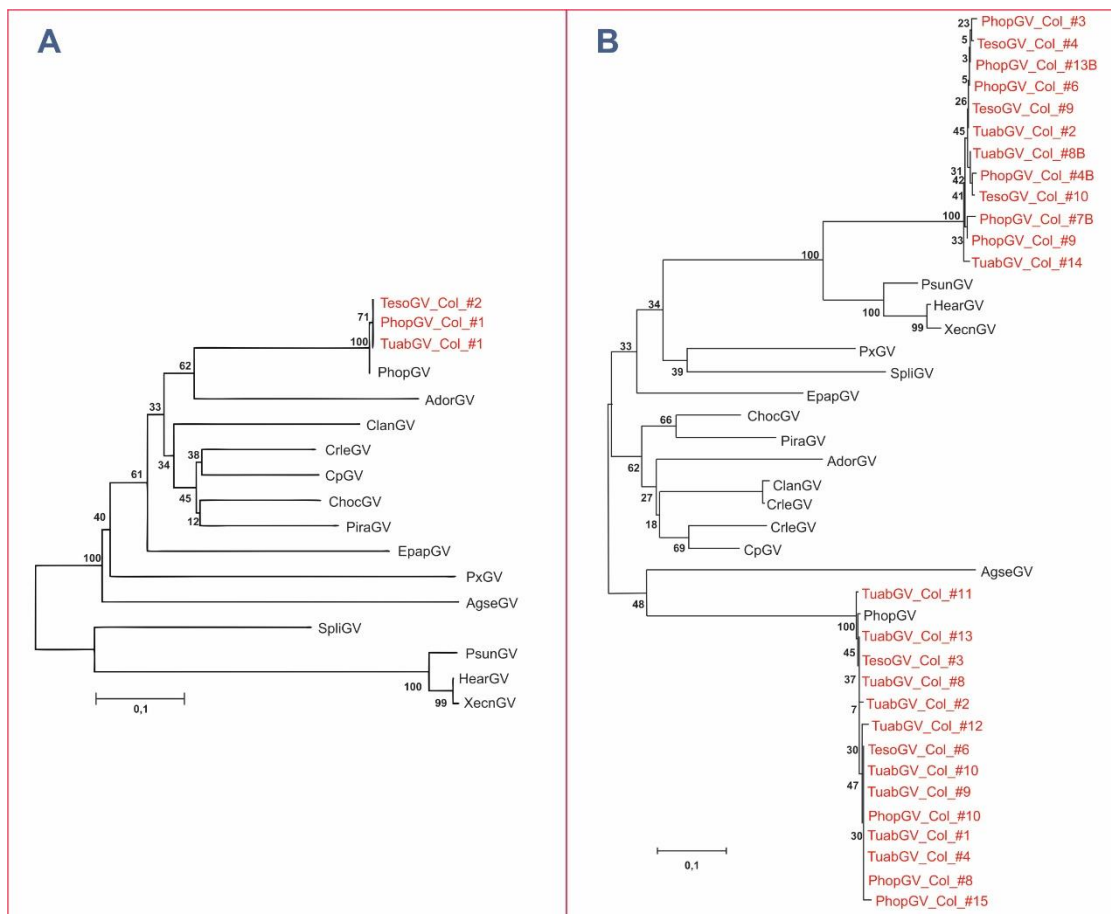 A
TesoGV_Col_#2
71
PhopGV_Col_#1
TuabGV_Col_#1
100
PhopGV
62
AdorGV
33
ClanGV
34
CrleGV
38
CpGV
61
45
ChocGV
12
PiraGV
40
EpapGV
100
PxGV
AgseGV
SpliGV
PsunGV
100
HearGV
99
XecnGV
0,1
B
23
PhopGV_Col_#3
5
TesoGV_Col_#4
3
PhopGV_Col_#13B
5
PhopGV_Col_#6
26
TesoGV_Col_#9
45
TuabGV_Col_#2
TuabGV_Col_#8B
31
PhopGV_Col_#4B
42
41
TesoGV_Col_#10
100
PhopGV_Col_#7B
33
PhopGV_Col_#9
TuabGV_Col_#14
100
PsunGV
HearGV
100
99
XecnGV
34
33
PxGV
39
SpliGV
EpapGV
ChocGV
66
PiraGV
62
AdorGV
27
ClanGV
CrleGV
18
CrleGV
69
CpGV
AgseGV
48
TuabGV_Col_#11
PhopGV
100
TuabGV_Col_#13
45
TesoGV_Col_#3
37
TuabGV_Col_#8
7
TuabGV_Col_#2
TuabGV_Col_#12
30
TesoGV_Col_#6
TuabGV_Col_#10
47
TuabGV_Col_#9
PhopGV_Col_#10
30
TuabGV_Col_#1
TuabGV_Col_#4
PhopGV_Col_#8
PhopGV_Col_#15
0,1